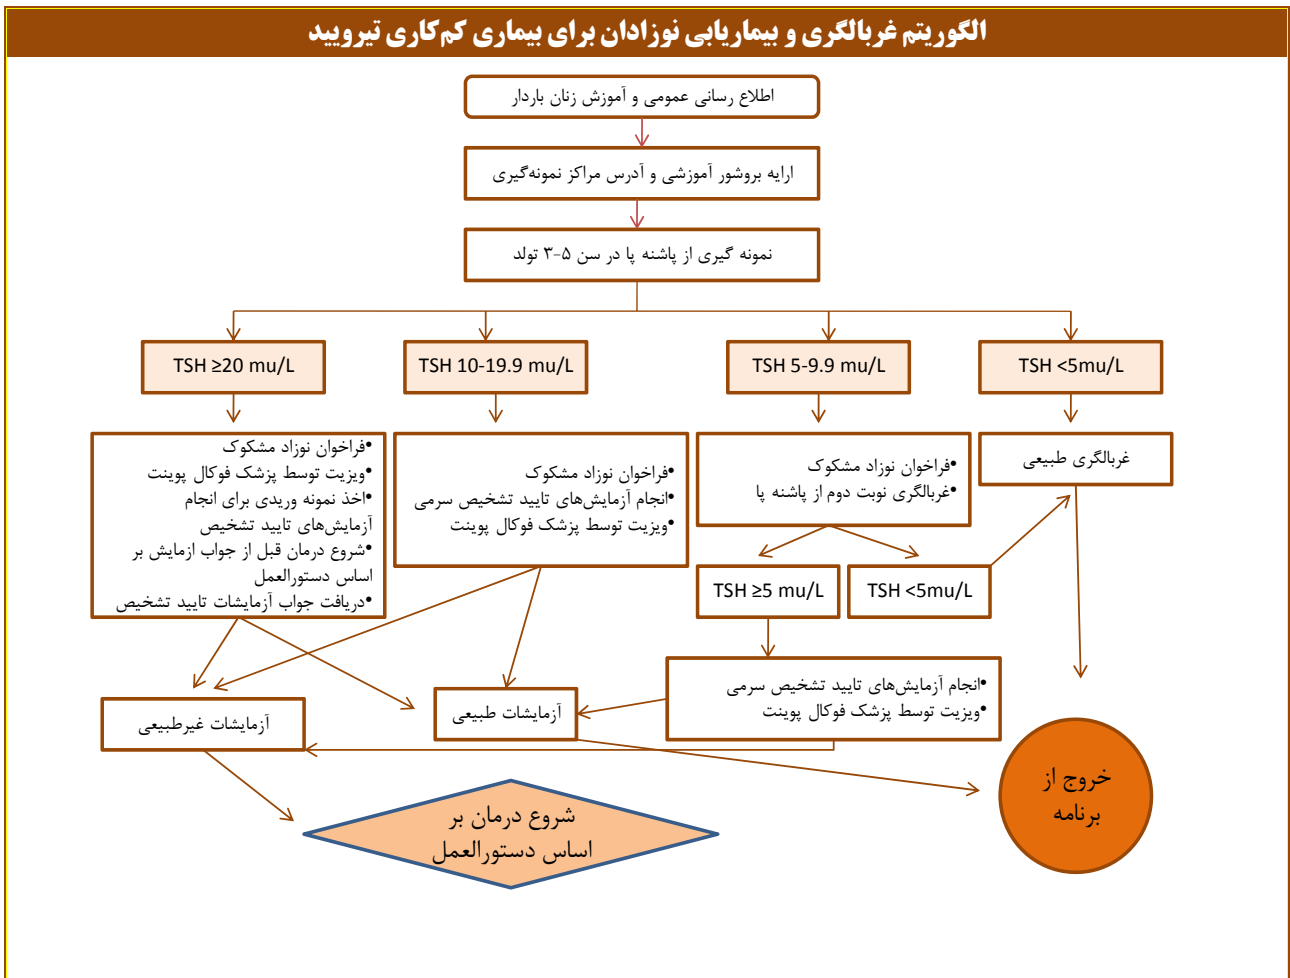 الگوریتم غربالگری و بیماریابی نوزادان برای بیماری کم‌کاری تیرویید
اطلاع رسانی عمومی و آموزش زنان باردار
ارایه بروشور آموزشی و آدرس مراکز نمونه‌گیری
نمونه گیری از پاشنه پا در سن ۵-۳ تولد
TSH <5mu/L
TSH 5-9.9 mu/L
TSH 10-19.9 mu/L
TSH ≥20 mu/L
غربالگری طبیعی
•فراخوان نوزاد مشکوک
•غربالگری نوبت دوم از پاشنه پا
•فراخوان نوزاد مشکوک
•انجام آزمایش‌های تایید تشخیص سرمی
•ویزیت توسط پزشک فوکال پوینت
•فراخوان نوزاد مشکوک
•ویزیت توسط پزشک فوکال پوینت
•اخذ نمونه وریدی برای انجام
آزمایش‌های تایید تشخیص
•شروع درمان قبل از جواب ازمایش بر
اساس دستورالعمل
•دریافت جواب آزمایشات تایید تشخیص
TSH <5mu/L
TSH ≥5 mu/L
•انجام آزمایش‌های تایید تشخیص سرمی
•ویزیت توسط پزشک فوکال پوینت
آزمایشات طبیعی
آزمایشات غیرطبیعی
خروج از
برنامه
شروع درمان بر
اساس دستورالعمل